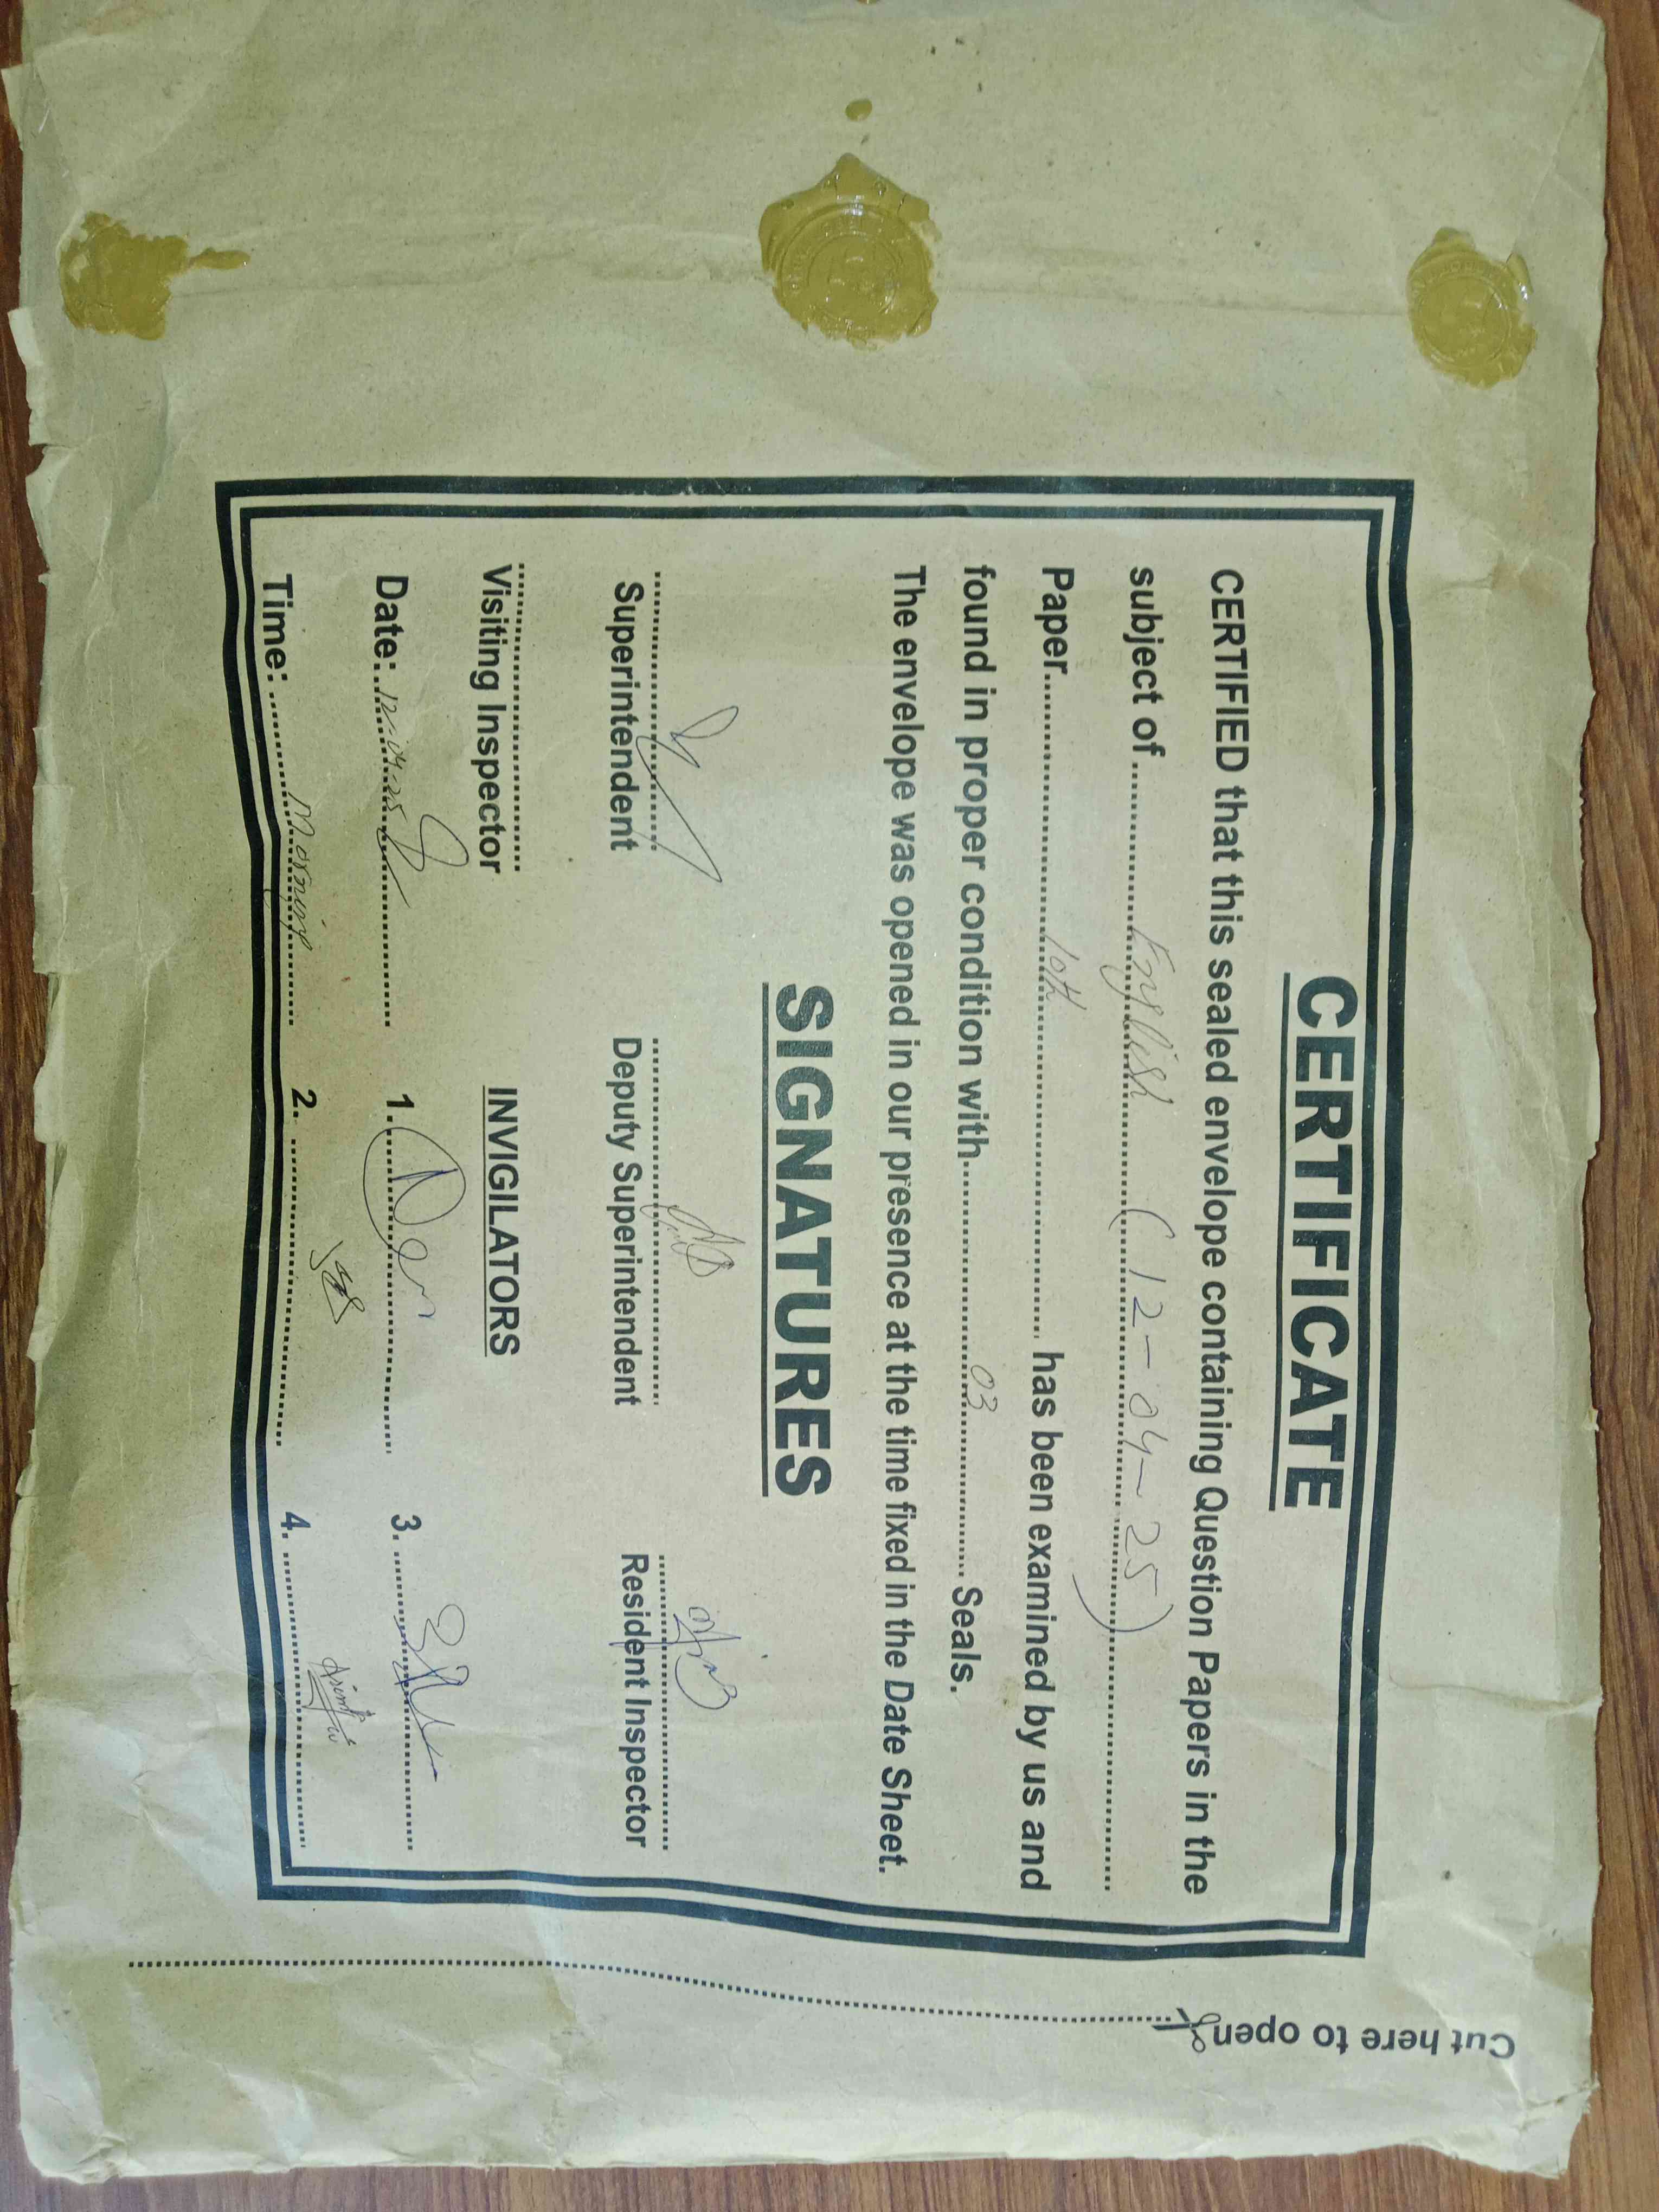 CERTIFICATE
CERTIFIED that this sealed envelope containing Question Papers in the
subject of .................English.....(12-04-25).....................
Paper.......................10th............................. has been examined by us and
found in proper condition with....................03................. Seals.
The envelope was opened in our presence at the time fixed in the Date Sheet.
SIGNATURES
Superintendent Deputy Superintendent Resident Inspector
Visiting Inspector INVIGILATORS
Date:..12-04-25.............. 1............................ 3. ............................
Time: ..........Morning........ 2. ............................ 4. ............................
Cut here to open